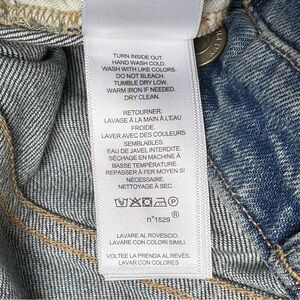 TURN INSIDE OUT.
HAND WASH COLD.
WASH WITH LIKE COLORS.
DO NOT BLEACH.
TUMBLE DRY LOW.
WARM IRON IF NEEDED.
DRY CLEAN.
RETOURNER.
LAVAGE À LA MAIN À L'EAU
FROIDE.
LAVER AVEC DES COULEURS
SEMBLABLES.
EAU DE JAVEL INTERDITE.
SÉCHAGE EN MACHINE À
BASSE TEMPÉRATURE.
REPASSER À FER MOYEN SI
NÉCESSAIRE.
NETTOYAGE À SEC.
n°1529 ®
LAVARE AL ROVESCIO.
LAVARE CON COLORI SIMILI.
VOLTEE LA PRENDA AL REVÉS.
LAVAR CON COLORES